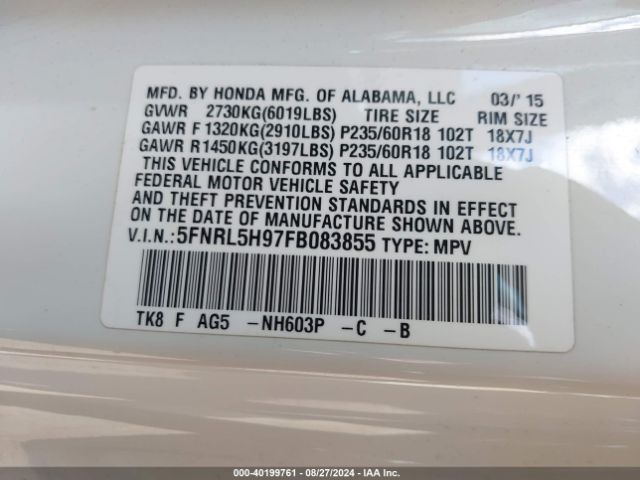 MFD. BY HONDA MFG. OF ALABAMA, LLC 03/' 15
GVWR 2730KG(6019LBS) TIRE SIZE RIM SIZE
GAWR F 1320KG(2910LBS) P235/60R18 102T 18X7J
GAWR R1450KG(3197LBS) P235/60R18 102T 18X7J
THIS VEHICLE CONFORMS TO ALL APPLICABLE
FEDERAL MOTOR VEHICLE SAFETY
AND THEFT PREVENTION STANDARDS IN EFFECT
ON THE DATE OF MANUFACTURE SHOWN ABOVE.
V.I.N.:5FNRL5H97FB083855 TYPE: MPV
TK8 F AG5 -NH603P -C -B
000-40199761 - 08/27/2024 - IAA Inc.